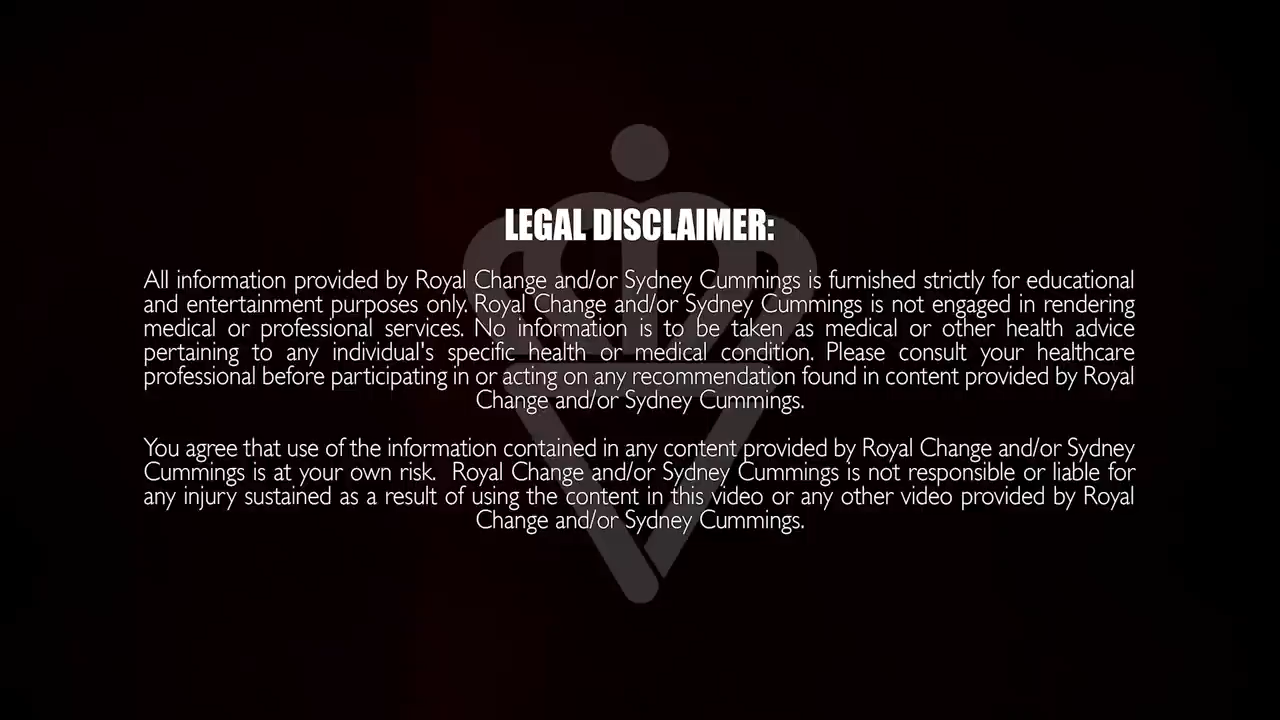 LEGAL DISCLAIMER:
All information provided by Royal Change and/or Sydney Cummings is furnished strictly for educational
and entertainment purposes only. Royal Change and/or Sydney Cummings is not engaged in rendering
medical or professional services. No information is to be taken as medical or other health advice
pertaining to any individual's specific health or medical condition. Please consult your healthcare
professional before participating in or acting on any recommendation found in content provided by Royal
Change and/or Sydney Cummings.
You agree that use of the information contained in any content provided by Royal Change and/or Sydney
Cummings is at your own risk.  Royal Change and/or Sydney Cummings is not responsible or liable for
any injury sustained as a result of using the content in this video or any other video provided by Royal
Change and/or Sydney Cummings.